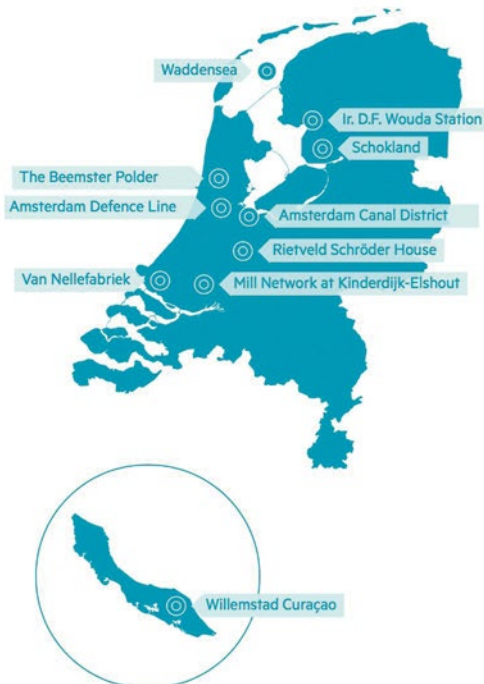 Waddensea
Ir. D.F. Wouda Station
Schokland
The Beemster Polder
Amsterdam Defence Line
Amsterdam Canal District
Rietveld Schröder House
Van Nellefabriek
Mill Network at Kinderdijk-Elshout
Willemstad Curaçao